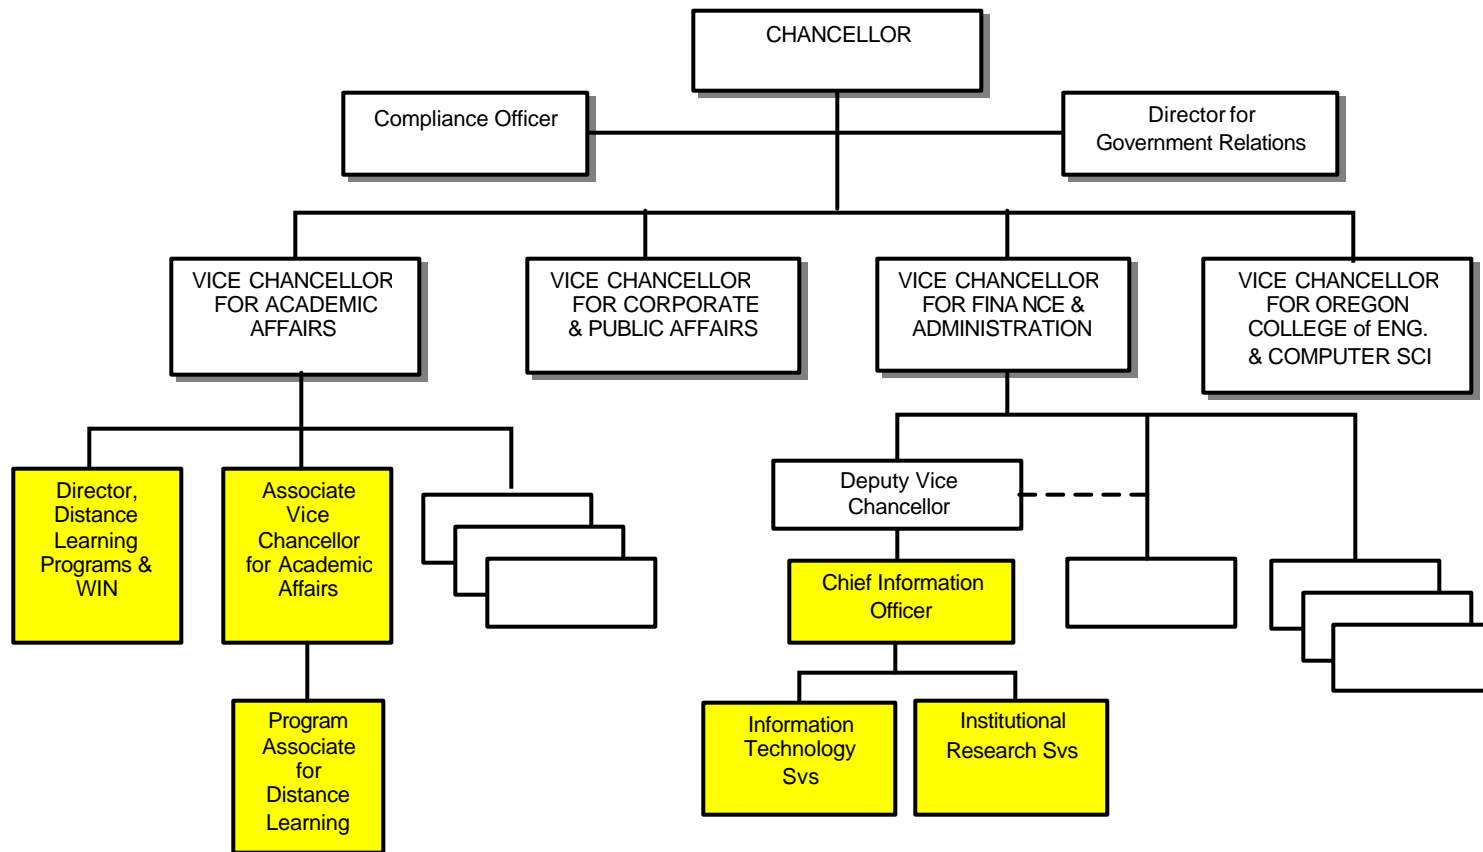 CHANCELLOR
Compliance Officer
Director for
Government Relations
VICE CHANCELLOR
FOR ACADEMIC
AFFAIRS
VICE CHANCELLOR
FOR CORPORATE
& PUBLIC AFFAIRS
VICE CHANCELLOR
FOR FINANCE &
ADMINISTRATION
VICE CHANCELLOR
FOR OREGON
COLLEGE of ENG.
& COMPUTER SCI
Director,
Distance
Learning
Programs &
WIN
Associate
Vice
Chancellor
for Academic
Affairs
Deputy Vice
Chancellor
Chief Information
Officer
Program
Associate
for
Distance
Learning
Information
Technology
Svs
Institutional
Research Svs